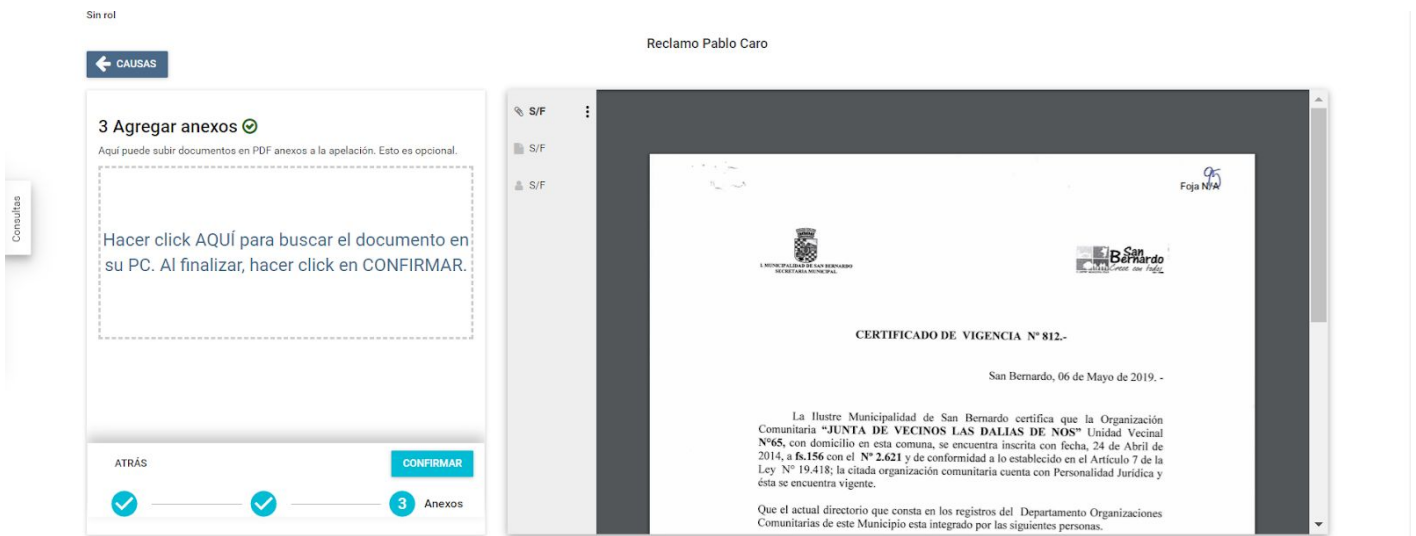 Sin rol
Reclamo Pablo Caro
CAUSAS
Consultas
3 Agregar anexos
Aquí puede subir documentos en PDF anexos a la apelación. Esto es opcional.
Hacer click AQUÍ para buscar el documento en
su PC. Al finalizar, hacer click en CONFIRMAR.
ATRÁS
CONFIRMAR
3 Anexos
S/F
S/F
S/F
95
Foja N/A
I. MUNICIPALIDAD DE SAN BERNARDO
SECRETARIA MUNICIPAL
San
Bernardo
Crece con todos
CERTIFICADO DE VIGENCIA Nº 812.-
San Bernardo, 06 de Mayo de 2019. -
La Ilustre Municipalidad de San Bernardo certifica que la Organización
Comunitaria “JUNTA DE VECINOS LAS DALIAS DE NOS” Unidad Vecinal
Nº65, con domicilio en esta comuna, se encuentra inscrita con fecha, 24 de Abril de
2014, a fs.156 con el Nº 2.621 y de conformidad a lo establecido en el Artículo 7 de la
Ley Nº 19.418; la citada organización comunitaria cuenta con Personalidad Jurídica y
ésta se encuentra vigente.
Que el actual directorio que consta en los registros del Departamento Organizaciones
Comunitarias de este Municipio esta integrado por las siguientes personas.